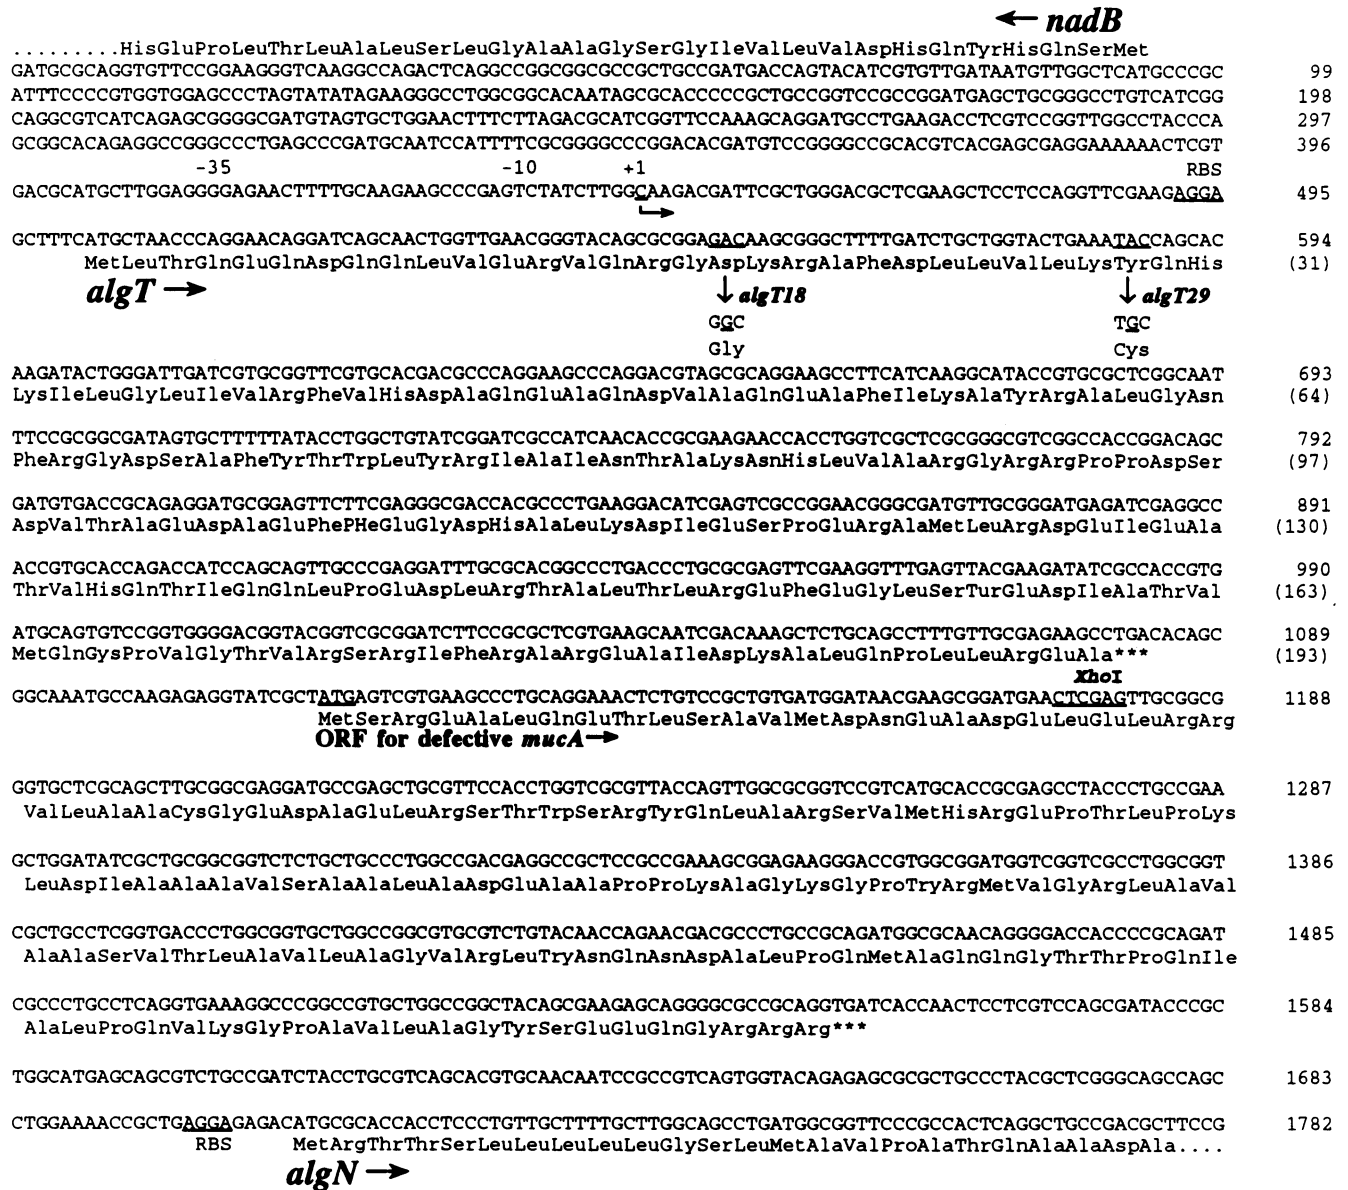 ← nadB
.........HisGluProLeuThrLeuAlaLeuSerLeuGlyAlaAlaGlySerGlyIleValLeuValAspHisGlnTyrHisGlnSerMet
GATGCGCAGGTGTTCCGGAAGGGTCAAGGCCAGACTCAGGCCGGCGGCGCCGCTGCCGATGACCAGTACATCGTGTTGATAATGTTGGCTCATGCCCGC 99
ATTTCCCCGTGGTGGAGCCCTAGTATATAGAAGGGCCTGGCGGCACAATAGCGCACCCCCGCTGCCGGTCCGCCGGATGAGCTGCGGGCCTGTCATCGG 198
CAGGCGTCATCAGAGCGGGGCGATGTAGTGCTGGAACTTTCTTAGACGCATCGGTTCCAAAGCAGGATGCCTGAAGACCTCGTCCGGTTGGCCTACCCA 297
GCGGCACAGAGGCCGGGCCCTGAGCCCGATGCAATCCATTTTCGCGGGGCCCGGACACGATGTCCGGGGCCGCACGTCACGAGCGAGGAAAAAACTCGT 396
-35 -10 +1 RBS
GACGCATGCTTGGAGGGGAGAACTTTTGCAAGAAGCCCGAGTCTATCTTGGCAAGACGATTCGCTGGGACGCTCGAAGCTCCTCCAGGTTCGAAGAGGA 495
GCTTTCATGCTAACCCAGGAACAGGATCAGCAACTGGTTGAACGGGTACAGCGCGGAGACAAGCGGGCTTTTGATCTGCTGGTACTGAAATACCAGCAC 594
MetLeuThrGlnGluGlnAspGlnGlnLeuValGluArgValGlnArgGlyAspLysArgAlaPheAspLeuLeuValLeuLysTyrGlnHis (31)
algT → ↓ algT18 ↓ algT29
GGC TGC
Gly Cys
AAGATACTGGGATTGATCGTGCGGTTCGTGCACGACGCCCAGGAAGCCCAGGACGTAGCGCAGGAAGCCTTCATCAAGGCATACCGTGCGCTCGGCAAT 693
LysIleLeuGlyLeuIleValArgPheValHisAspAlaGlnGluAlaGlnAspValAlaGlnGluAlaPheIleLysAlaTyrArgAlaLeuGlyAsn (64)
TTCCGCGGCGATAGTGCTTTTTATACCTGGCTGTATCGGATCGCCATCAACACCGCGAAGAACCACCTGGTCGCTCGCGGGCGTCGGCCACCGGACAGC 792
PheArgGlyAspSerAlaPheTyrThrTrpLeuTyrArgIleAlaIleAsnThrAlaLysAsnHisLeuValAlaArgGlyArgArgProProAspSer (97)
GATGTGACCGCAGAGGATGCGGAGTTCTTCGAGGGCGACCACGCCCTGAAGGACATCGAGTCGCCGGAACGGGCGATGTTGCGGGATGAGATCGAGGCC 891
AspValThrAlaGluAspAlaGluPhePHeGluGlyAspHisAlaLeuLysAspIleGluSerProGluArgAlaMetLeuArgAspGluIleGluAla (130)
ACCGTGCACCAGACCATCCAGCAGTTGCCCGAGGATTTGCGCACGGCCCTGACCCTGCGCGAGTTCGAAGGTTTGAGTTACGAAGATATCGCCACCGTG 990
ThrValHisGlnThrIleGlnGlnLeuProGluAspLeuArgThrAlaLeuThrLeuArgGluPheGluGlyLeuSerTurGluAspIleAlaThrVal (163)
ATGCAGTGTCCGGTGGGGACGGTACGGTCGCGGATCTTCCGCGCTCGTGAAGCAATCGACAAAGCTCTGCAGCCTTTGTTGCGAGAAGCCTGACACAGC 1089
MetGlnGysProValGlyThrValArgSerArgIlePheArgAlaArgGluAlaIleAspLysAlaLeuGlnProLeuLeuArgGluAla*** (193)
XhoI
GGCAAATGCCAAGAGAGGTATCGCTATGAGTCGTGAAGCCCTGCAGGAAACTCTGTCCGCTGTGATGGATAACGAAGCGGATGAACTCGAGTTGCGGCG 1188
MetSerArgGluAlaLeuGlnGluThrLeuSerAlaValMetAspAsnGluAlaAspGluLeuGluLeuArgArg
ORF for defective mucA→
GGTGCTCGCAGCTTGCGGCGAGGATGCCGAGCTGCGTTCCACCTGGTCGCGTTACCAGTTGGCGCGGTCCGTCATGCACCGCGAGCCTACCCTGCCGAA 1287
ValLeuAlaAlaCysGlyGluAspAlaGluLeuArgSerThrTrpSerArgTyrGlnLeuAlaArgSerValMetHisArgGluProThrLeuProLys
GCTGGATATCGCTGCGGCGGTCTCTGCTGCCCTGGCCGACGAGGCCGCTCCGCCGAAAGCGGAGAAGGGACCGTGGCGGATGGTCGGTCGCCTGGCGGT 1386
LeuAspIleAlaAlaAlaValSerAlaAlaLeuAlaAspGluAlaAlaProProLysAlaGlyLysGlyProTryArgMetValGlyArgLeuAlaVal
CGCTGCCTCGGTGACCCTGGCGGTGCTGGCCGGCGTGCGTCTGTACAACCAGAACGACGCCCTGCCGCAGATGGCGCAACAGGGGACCACCCCGCAGAT 1485
AlaAlaSerValThrLeuAlaValLeuAlaGlyValArgLeuTryAsnGlnAsnAspAlaLeuProGlnMetAlaGlnGlnGlyThrThrProGlnIle
CGCCCTGCCTCAGGTGAAAGGCCCGGCCGTGCTGGCCGGCTACAGCGAAGAGCAGGGGCGCCGCAGGTGATCACCAACTCCTCGTCCAGCGATACCCGC 1584
AlaLeuProGlnValLysGlyProAlaValLeuAlaGlyTyrSerGluGluGlnGlyArgArgArg***
TGGCATGAGCAGCGTCTGCCGATCTACCTGCGTCAGCACGTGCAACAATCCGCCGTCAGTGGTACAGAGAGCGCGCTGCCCTACGCTCGGGCAGCCAGC 1683
CTGGAAAACCGCTGAGGAGAGACATGCGCACCACCTCCCTGTTGCTTTTGCTTGGCAGCCTGATGGCGGTTCCCGCCACTCAGGCTGCCGACGCTTCCG 1782
RBS MetArgThrThrSerLeuLeuLeuLeuLeuGlySerLeuMetAlaValProAlaThrGlnAlaAlaAspAla....
algN →